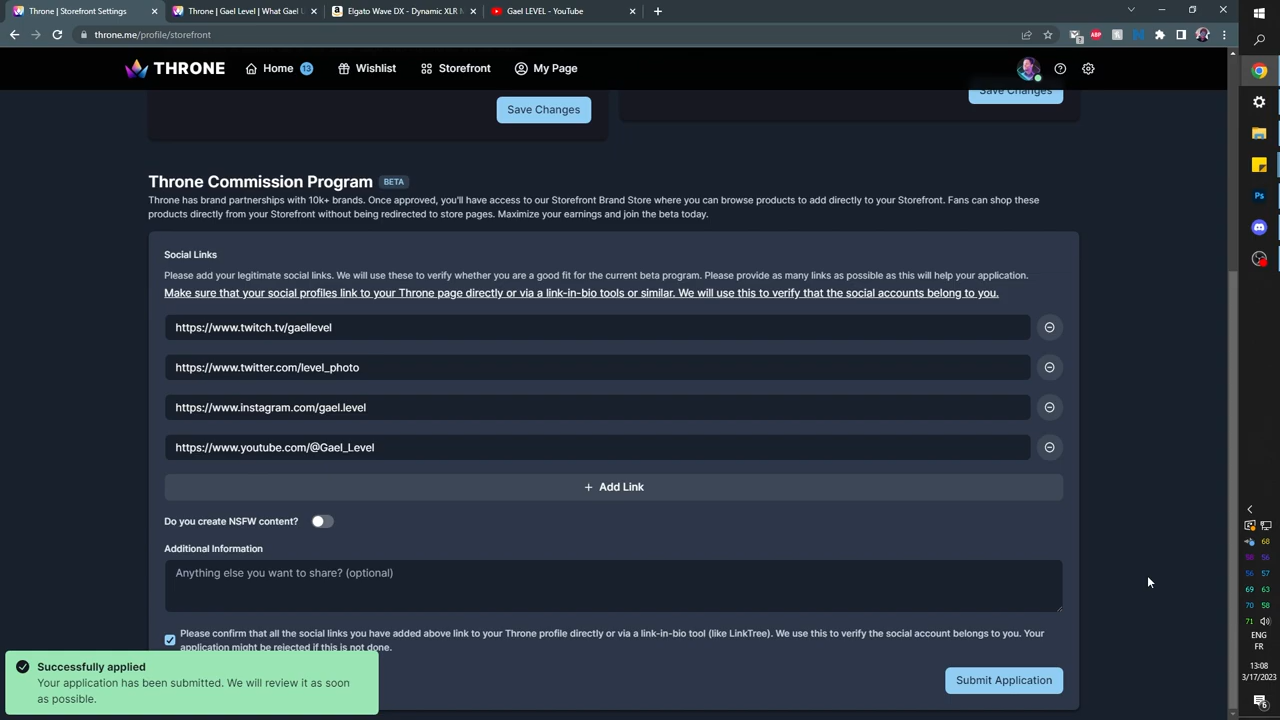 Throne | Storefront Settings
Throne | Gael Level | What Gael L
Elgato Wave DX - Dynamic XLR M
Gael LEVEL - YouTube
throne.me/profile/storefront
THRONE
Home 13
Wishlist
Storefront
My Page
Save Changes
Save Changes
Throne Commission Program BETA
Throne has brand partnerships with 10k+ brands. Once approved, you'll have access to our Storefront Brand Store where you can browse products to add directly to your Storefront. Fans can shop these
products directly from your Storefront without being redirected to store pages. Maximize your earnings and join the beta today.
Social Links
Please add your legitimate social links. We will use these to verify whether you are a good fit for the current beta program. Please provide as many links as possible as this will help your application.
Make sure that your social profiles link to your Throne page directly or via a link-in-bio tools or similar. We will use this to verify that the social accounts belong to you.
https://www.twitch.tv/gaellevel
https://www.twitter.com/level_photo
https://www.instagram.com/gael.level
https://www.youtube.com/@Gael_Level
+ Add Link
Do you create NSFW content?
Additional Information
Anything else you want to share? (optional)
Please confirm that all the social links you have added above link to your Throne profile directly or via a link-in-bio tool (like LinkTree). We use this to verify the social account belongs to you. Your
application might be rejected if this is not done.
Successfully applied
Your application has been submitted. We will review it as soon
as possible.
Submit Application
ABP
Ps
68
57
69 63
70 58
71
ENG
FR
13:08
3/17/2023
6